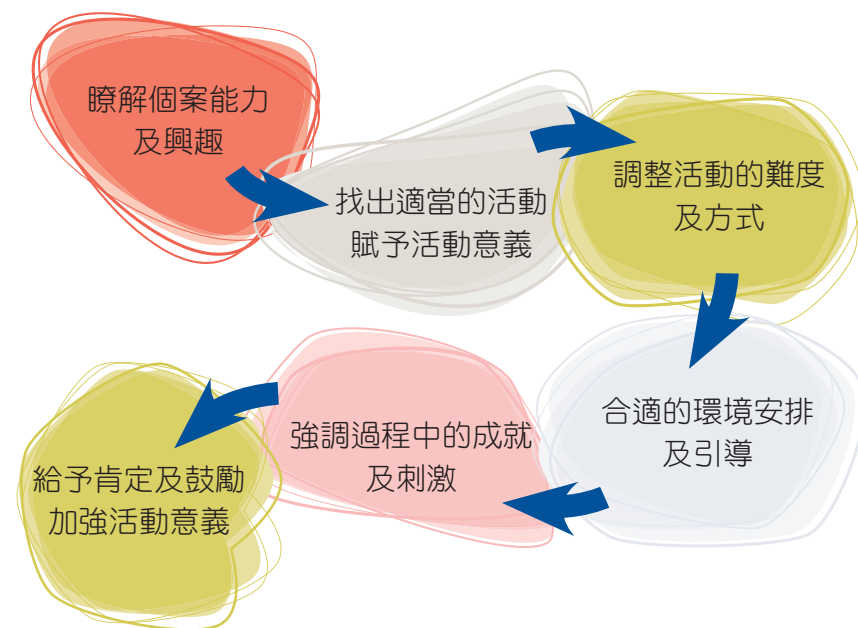 瞭解個案能力
及興趣
找出適當的活動
賦予活動意義
調整活動的難度
及方式
合適的環境安排
及引導
強調過程中的成就
及刺激
給予肯定及鼓勵
加強活動意義